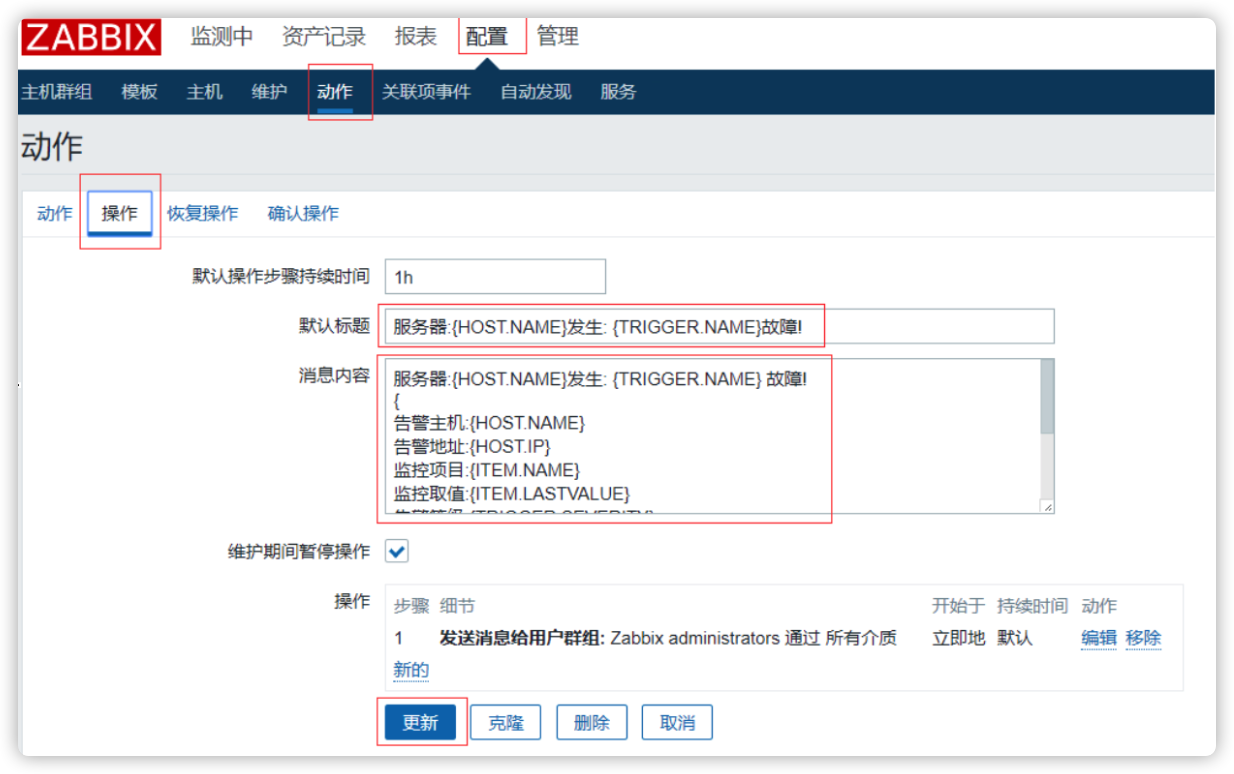 ZABBIX 监测中 资产记录 报表 配置 管理
主机群组 模板 主机 维护 动作 关联项事件 自动发现 服务
动作
动作 操作 恢复操作 确认操作
默认操作步骤持续时间 1h
默认标题 服务器:{HOST.NAME}发生: {TRIGGER.NAME}故障!
消息内容 服务器:{HOST.NAME}发生: {TRIGGER.NAME} 故障!
{
告警主机:{HOST.NAME}
告警地址:{HOST.IP}
监控项目:{ITEM.NAME}
监控取值:{ITEM.LASTVALUE}
告警等级:{TRIGGER.SEVERITY}
维护期间暂停操作
操作 步骤 细节 开始于 持续时间 动作
1 发送消息给用户群组: Zabbix administrators 通过 所有介质 立即地 默认 编辑 移除
新的
更新 克隆 删除 取消